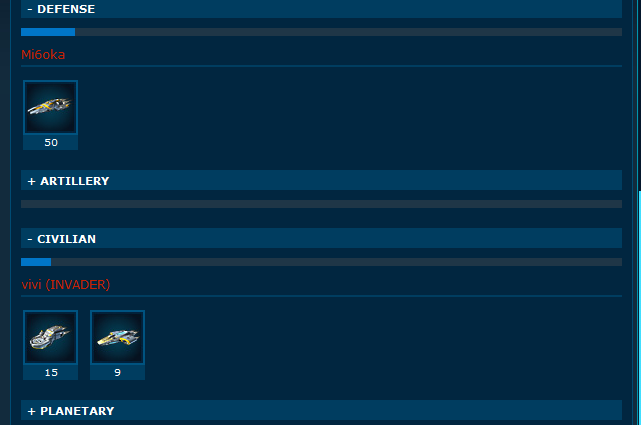 - DEFENSE
Mi6oka
50
+ ARTILLERY
- CIVILIAN
vivi (INVADER)
15
9
+ PLANETARY